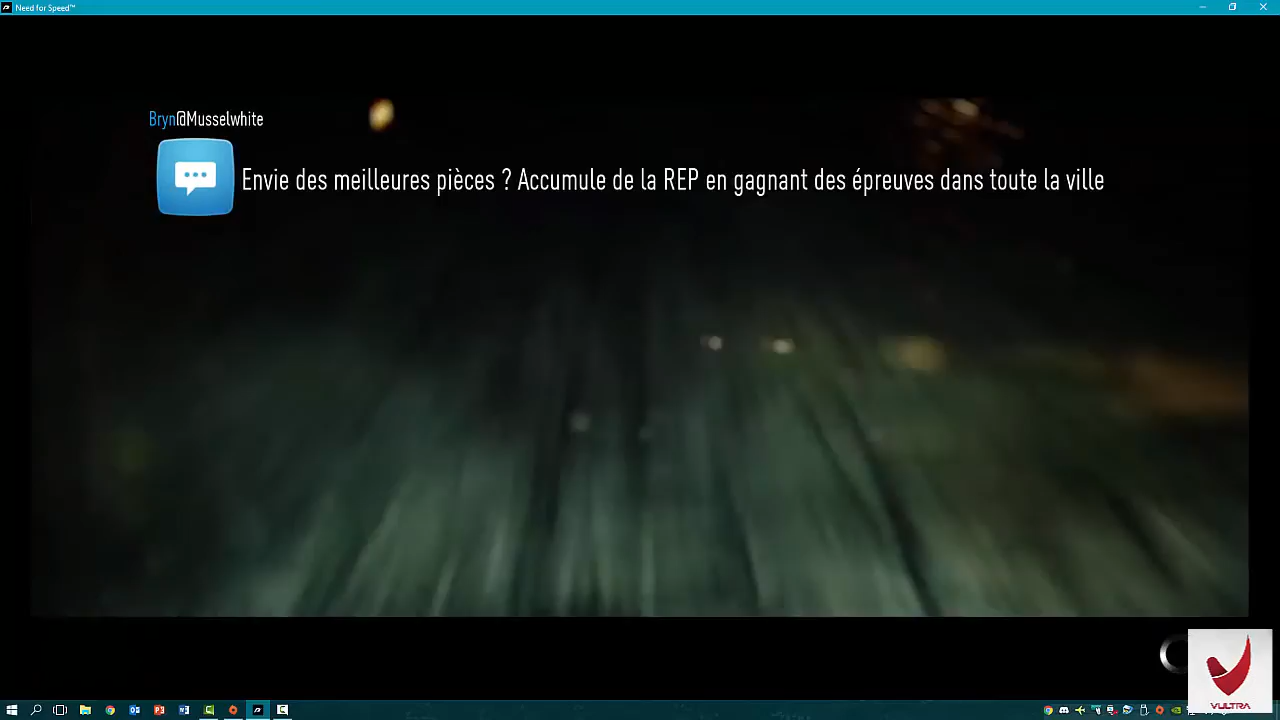 Need for Speed™
Bryn@Musselwhite
Envie des meilleures pièces ? Accumule de la REP en gagnant des épreuves dans toute la ville
VULTRA